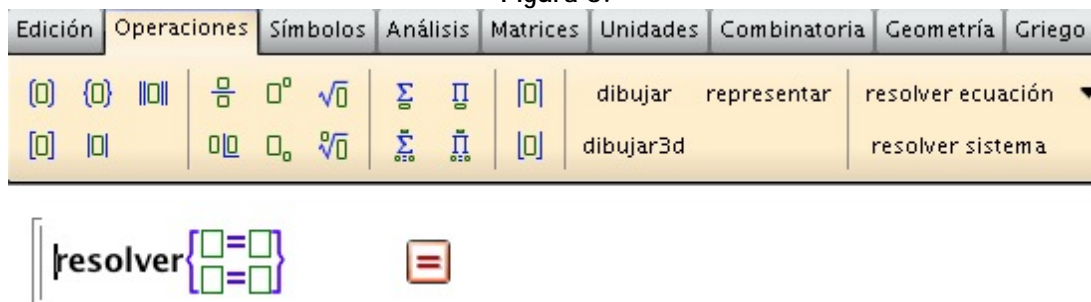 Edición Operaciones Símbolos Análisis Matrices Unidades Combinatoria Geometría Griego
dibujar representar resolver ecuación
dibujar3d resolver sistema
resolver{□=□
□=□} =